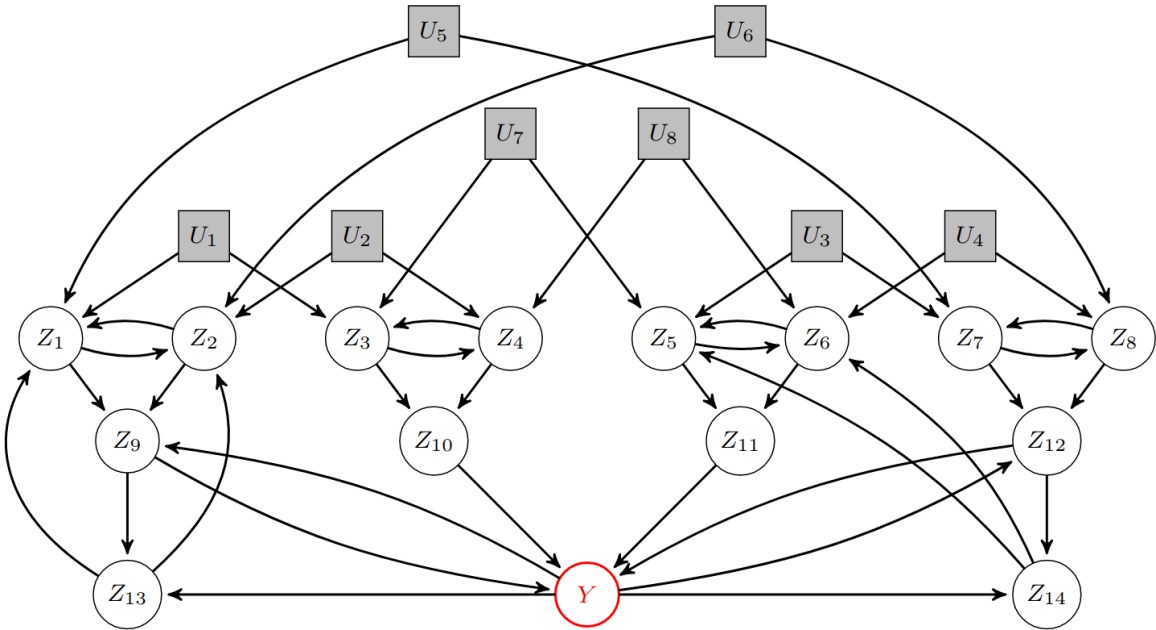 U₅ U₆
U₇ U₈
U₁ U₂ U₃ U₄
Z₁ Z₂ Z₃ Z₄ Z₅ Z₆ Z₇ Z₈
Z₉ Z₁₀ Z₁₁ Z₁₂
Z₁₃ Y Z₁₄